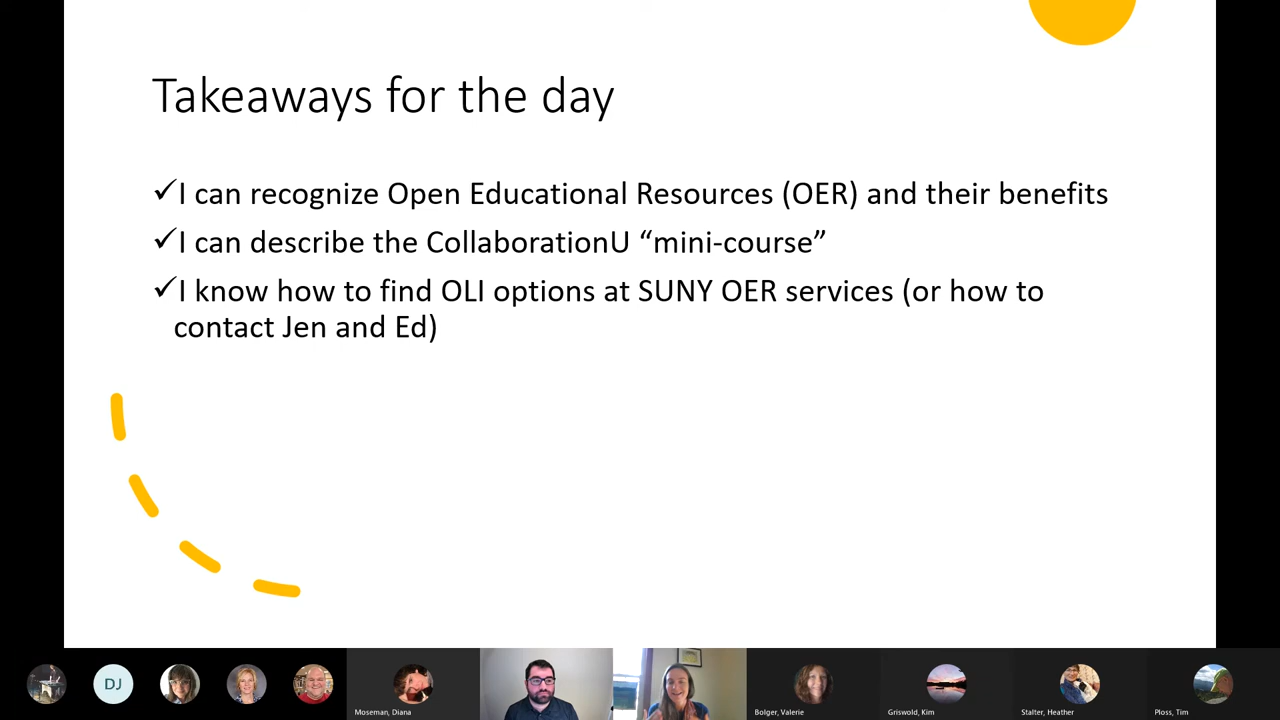 Takeaways for the day
✓I can recognize Open Educational Resources (OER) and their benefits
✓I can describe the CollaborationU “mini-course”
✓I know how to find OLI options at SUNY OER services (or how to
contact Jen and Ed)
DJ
Moseman, Diana
Bolger, Valerie
Griswold, Kim
Stalter, Heather
Ploss, Tim